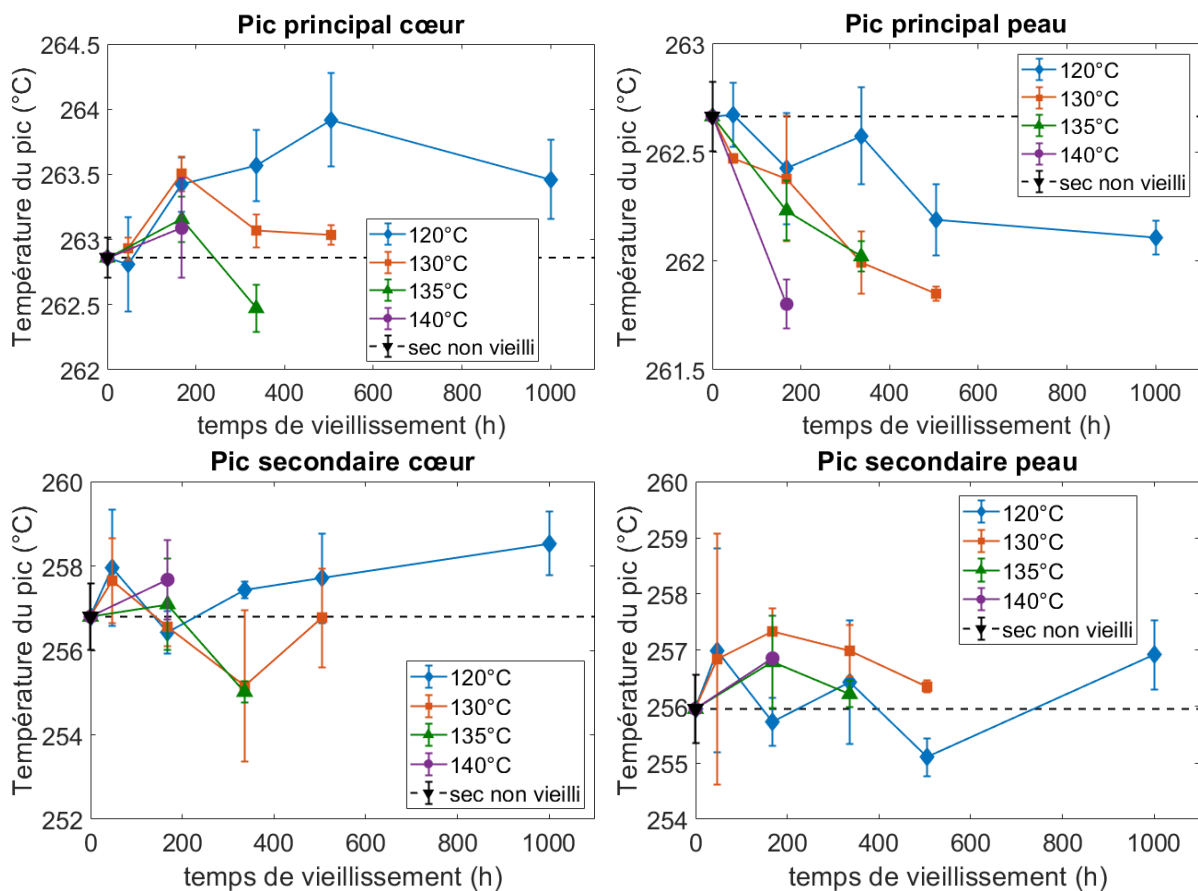 Pic principal cœur
Température du pic (°C)
264.5
264
263.5
263
262.5
262
0
200
400
600
800
1000
temps de vieillissement (h)
120°C
130°C
135°C
140°C
sec non vieilli
Pic principal peau
Température du pic (°C)
263
262.5
262
261.5
0
200
400
600
800
1000
temps de vieillissement (h)
120°C
130°C
135°C
140°C
sec non vieilli
Pic secondaire cœur
Température du pic (°C)
260
258
256
254
252
0
200
400
600
800
1000
temps de vieillissement (h)
120°C
130°C
135°C
140°C
sec non vieilli
Pic secondaire peau
Température du pic (°C)
260
259
258
257
256
255
254
0
200
400
600
800
1000
temps de vieillissement (h)
120°C
130°C
135°C
140°C
sec non vieilli